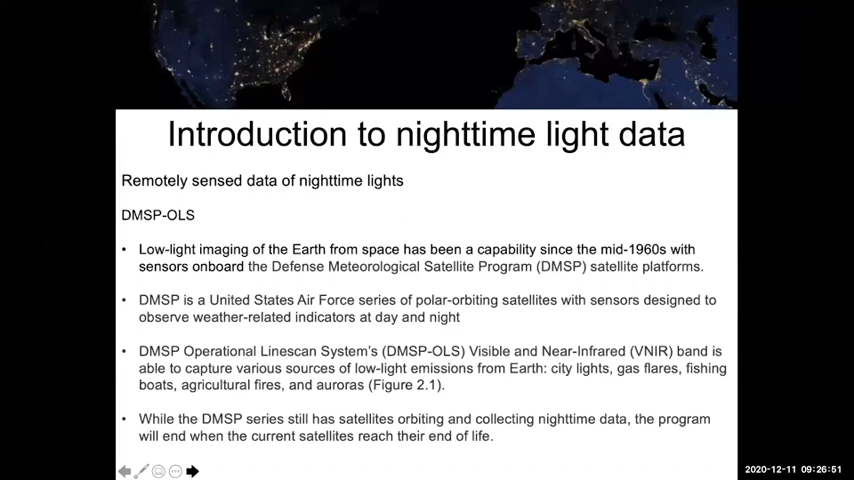 Introduction to nighttime light data
Remotely sensed data of nighttime lights
DMSP-OLS
• Low-light imaging of the Earth from space has been a capability since the mid-1960s with
sensors onboard the Defense Meteorological Satellite Program (DMSP) satellite platforms.
• DMSP is a United States Air Force series of polar-orbiting satellites with sensors designed to
observe weather-related indicators at day and night
• DMSP Operational Linescan System's (DMSP-OLS) Visible and Near-Infrared (VNIR) band is
able to capture various sources of low-light emissions from Earth: city lights, gas flares, fishing
boats, agricultural fires, and auroras (Figure 2.1).
• While the DMSP series still has satellites orbiting and collecting nighttime data, the program
will end when the current satellites reach their end of life.
2020-12-11 09:26:51